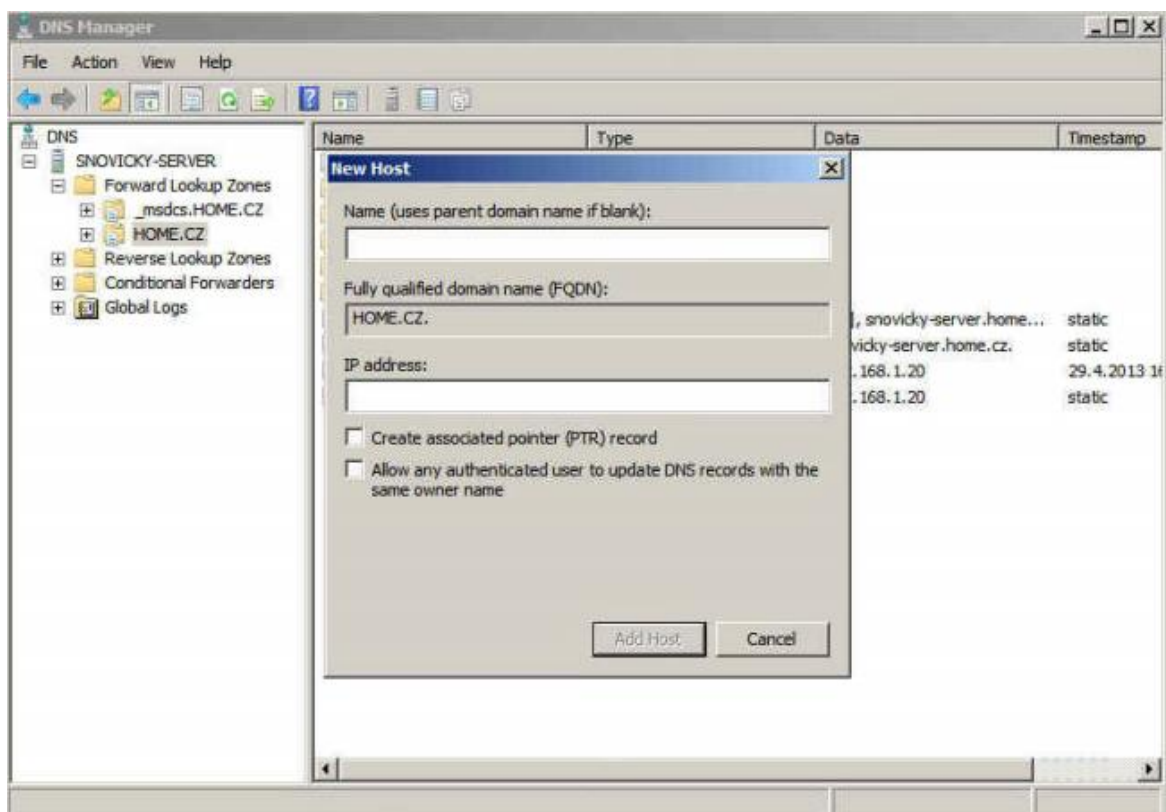 DNS Manager
File Action View Help
DNS
SNOVICKY-SERVER
Forward Lookup Zones
_msdcs.HOME.CZ
HOME.CZ
Reverse Lookup Zones
Conditional Forwarders
Global Logs
Name Type Data Timestamp
New Host
Name (uses parent domain name if blank):
Fully qualified domain name (FQDN):
HOME.CZ.
IP address:
Create associated pointer (PTR) record
Allow any authenticated user to update DNS records with the
same owner name
Add Host Cancel
], snovicky-server.home... static
vicky-server.home.cz. static
.168.1.20 29.4.2013 16
.168.1.20 static